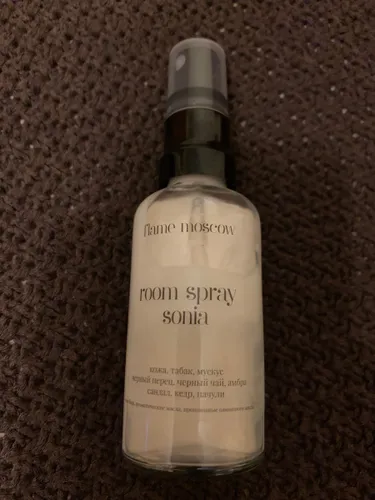 flame moscow
room spray
sonia
кожа, табак, мускус
черный перец, черный чай, амбра
сандал, кедр, пачули